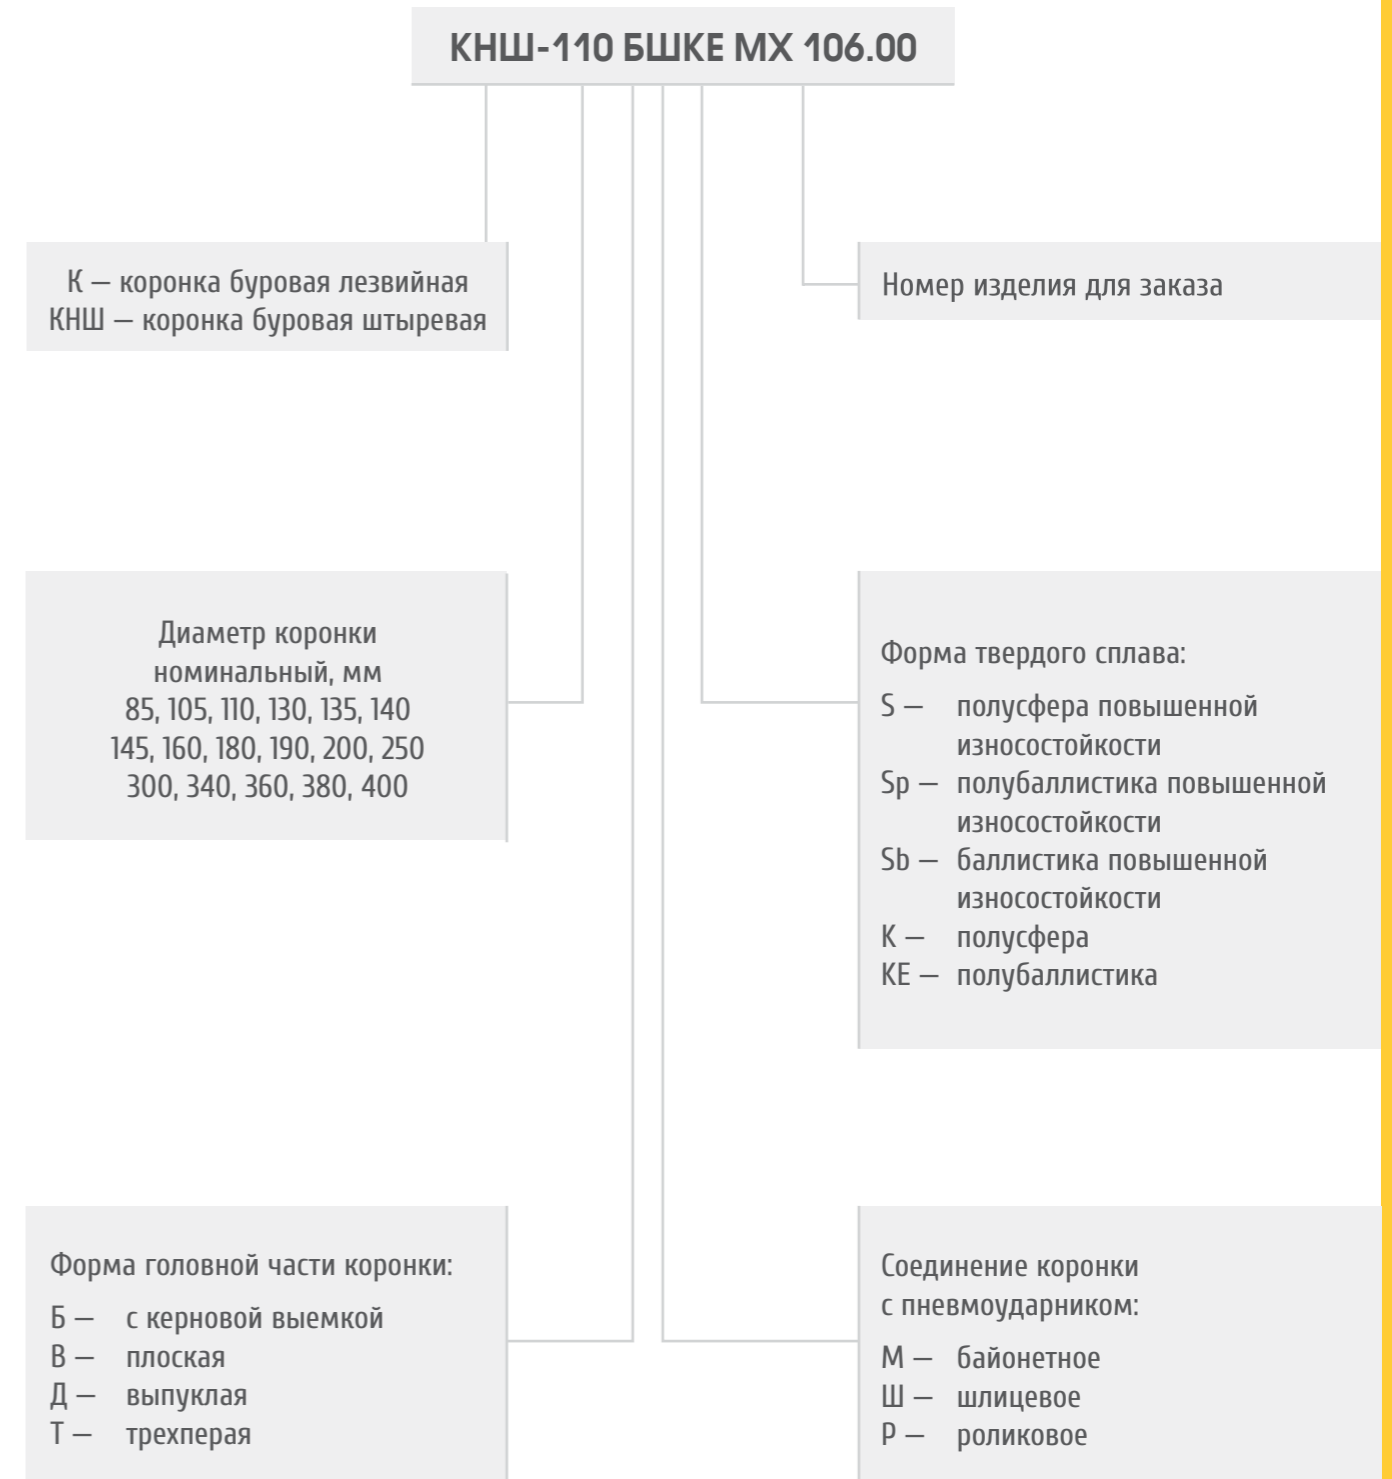 КНШ-110 БШКЕ МХ 106.00
К — коронка буровая лезвийная
КНШ — коронка буровая штыревая
Номер изделия для заказа
Диаметр коронки
номинальный, мм
85, 105, 110, 130, 135, 140
145, 160, 180, 190, 200, 250
300, 340, 360, 380, 400
Форма твердого сплава:
S — полусфера повышенной
износостойкости
Sp — полубаллистика повышенной
износостойкости
Sb — баллистика повышенной
износостойкости
К — полусфера
КЕ — полубаллистика
Форма головной части коронки:
Б — с керновой выемкой
В — плоская
Д — выпуклая
Т — трехперая
Соединение коронки
с пневмоударником:
М — байонетное
Ш — шлицевое
Р — роликовое